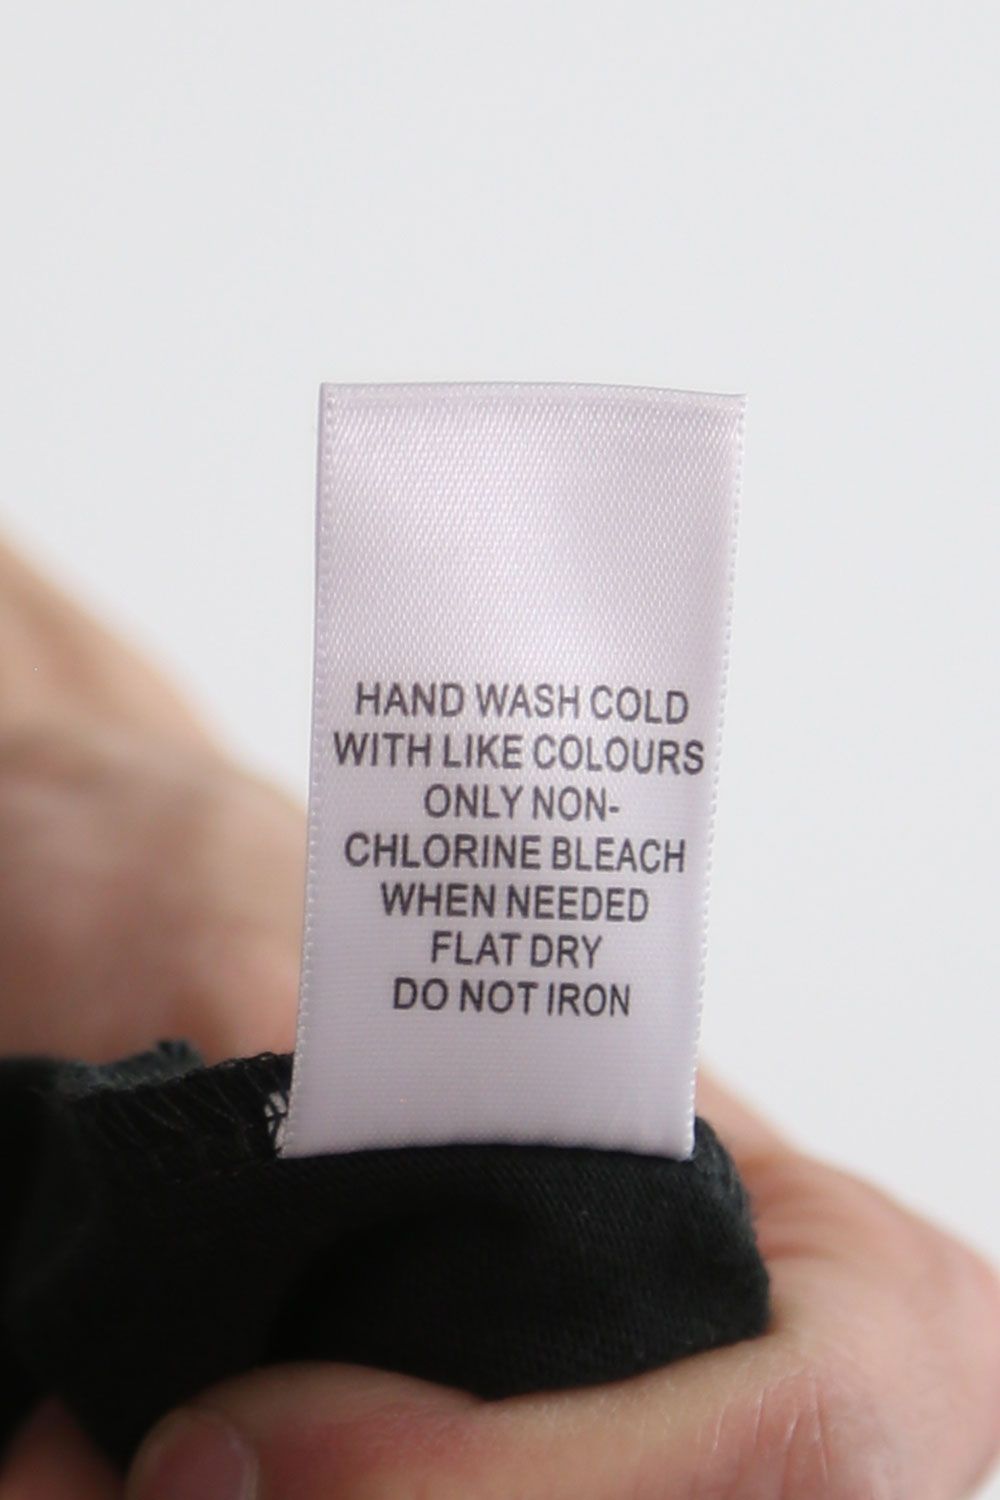 HAND WASH COLD
WITH LIKE COLOURS
ONLY NON-
CHLORINE BLEACH
WHEN NEEDED
FLAT DRY
DO NOT IRON